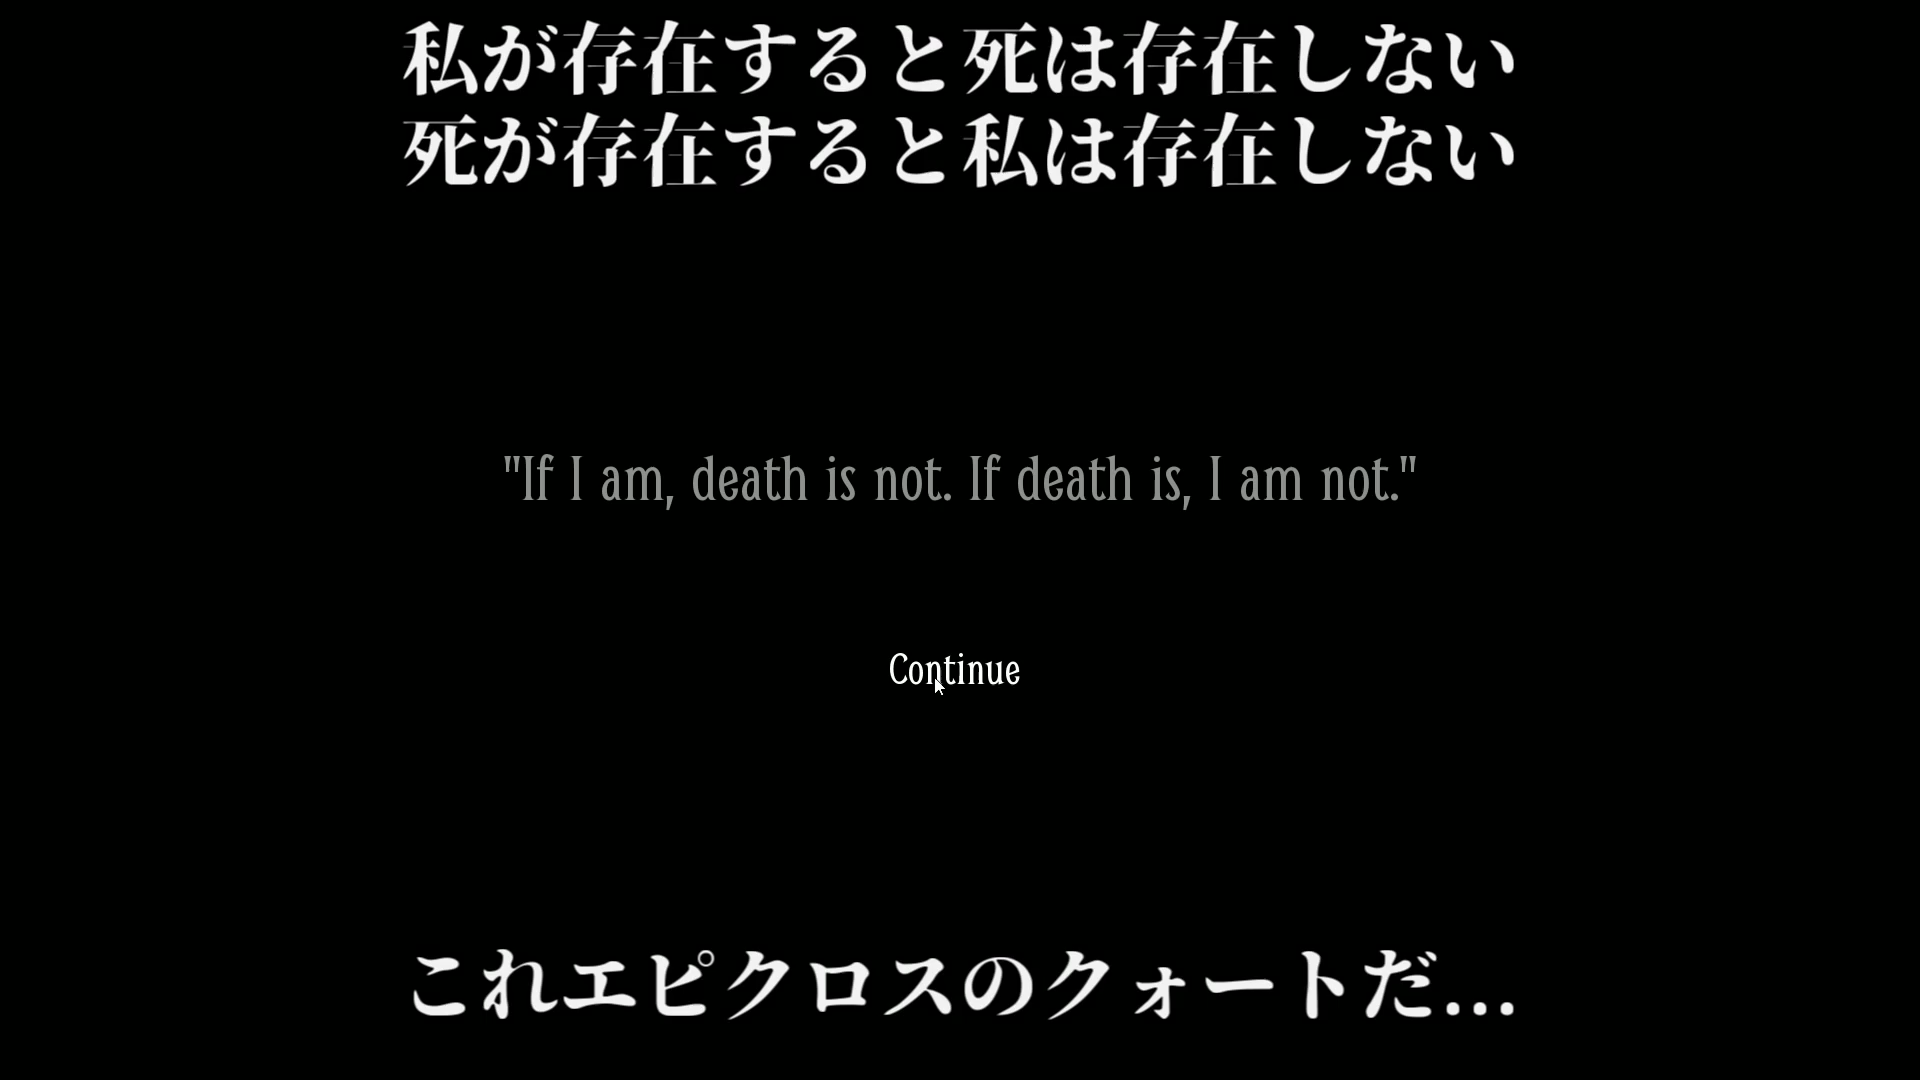 私が存在すると死は存在しない
死が存在すると私は存在しない
"If I am, death is not. If death is, I am not."
Continue
これエピクロスのクォートだ...